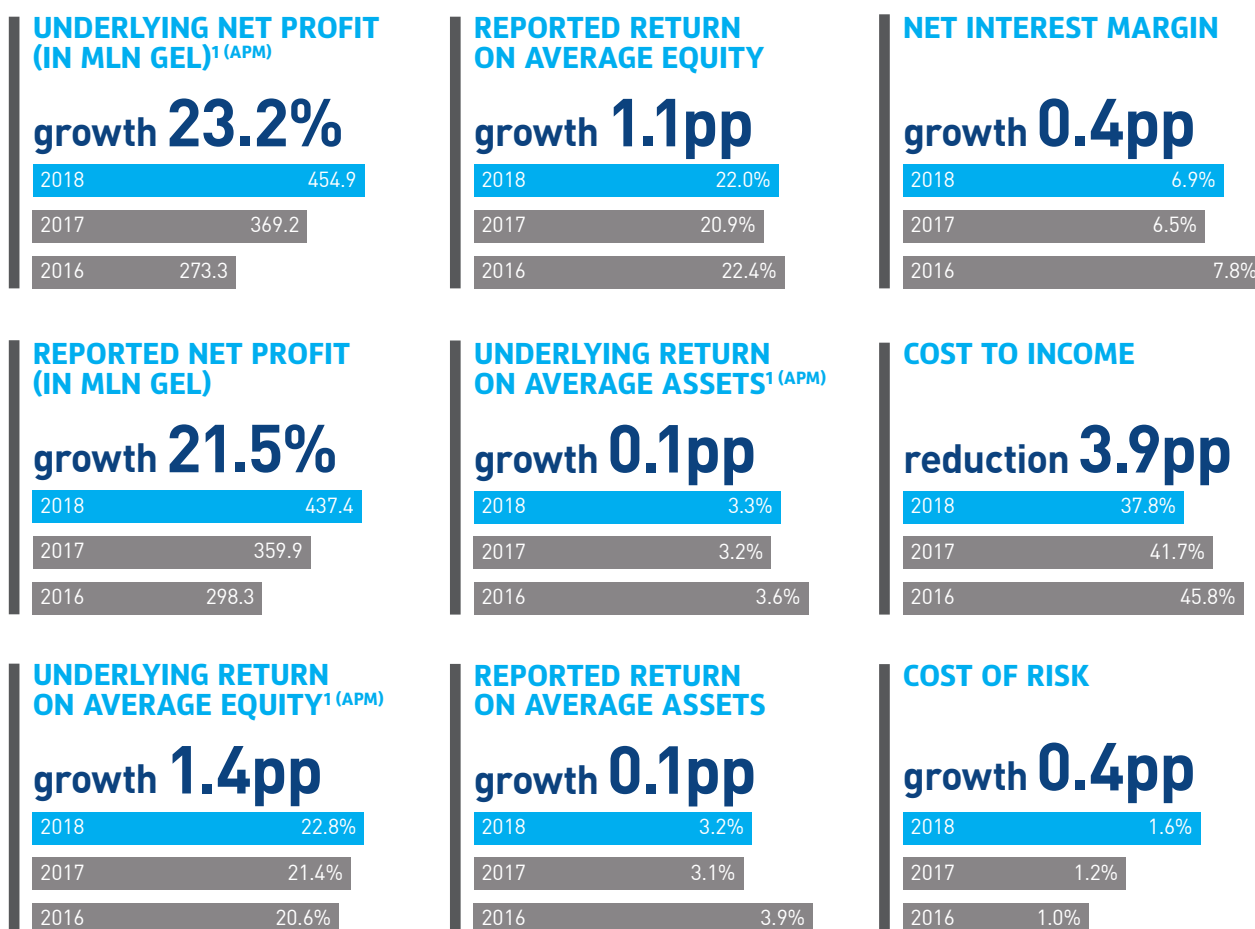 UNDERLYING NET PROFIT
(IN MLN GEL)1 (APM)
growth 23.2%
2018 454.9
2017 369.2
2016 273.3
REPORTED RETURN
ON AVERAGE EQUITY
growth 1.1pp
2018 22.0%
2017 20.9%
2016 22.4%
NET INTEREST MARGIN
growth 0.4pp
2018 6.9%
2017 6.5%
2016 7.8%
REPORTED NET PROFIT
(IN MLN GEL)
growth 21.5%
2018 437.4
2017 359.9
2016 298.3
UNDERLYING RETURN
ON AVERAGE ASSETS1 (APM)
growth 0.1pp
2018 3.3%
2017 3.2%
2016 3.6%
COST TO INCOME
reduction 3.9pp
2018 37.8%
2017 41.7%
2016 45.8%
UNDERLYING RETURN
ON AVERAGE EQUITY1 (APM)
growth 1.4pp
2018 22.8%
2017 21.4%
2016 20.6%
REPORTED RETURN
ON AVERAGE ASSETS
growth 0.1pp
2018 3.2%
2017 3.1%
2016 3.9%
COST OF RISK
growth 0.4pp
2018 1.6%
2017 1.2%
2016 1.0%